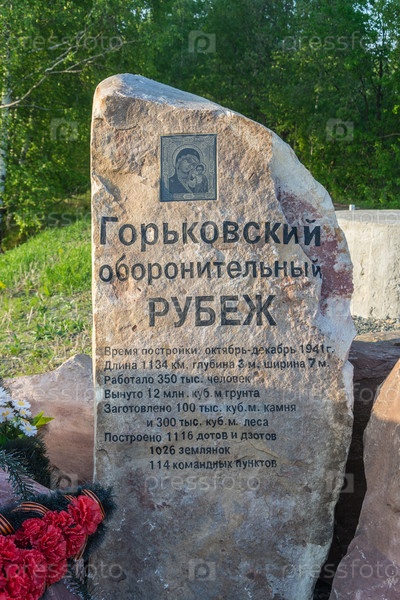 Горьковский
оборонительный
РУБЕЖ
Время постройки, октябрь-декабрь 1941г.
Длина 1134 км, глубина 3 м, ширина 7 м.
Работало 350 тыс. человек
Вынуто 12 млн. куб.м грунта
Заготовлено 100 тыс. куб.м. камня
и 300 тыс. куб.м. леса
Построено 1116 дотов и дзотов
1026 землянок
114 командных пунктов
pressfoto